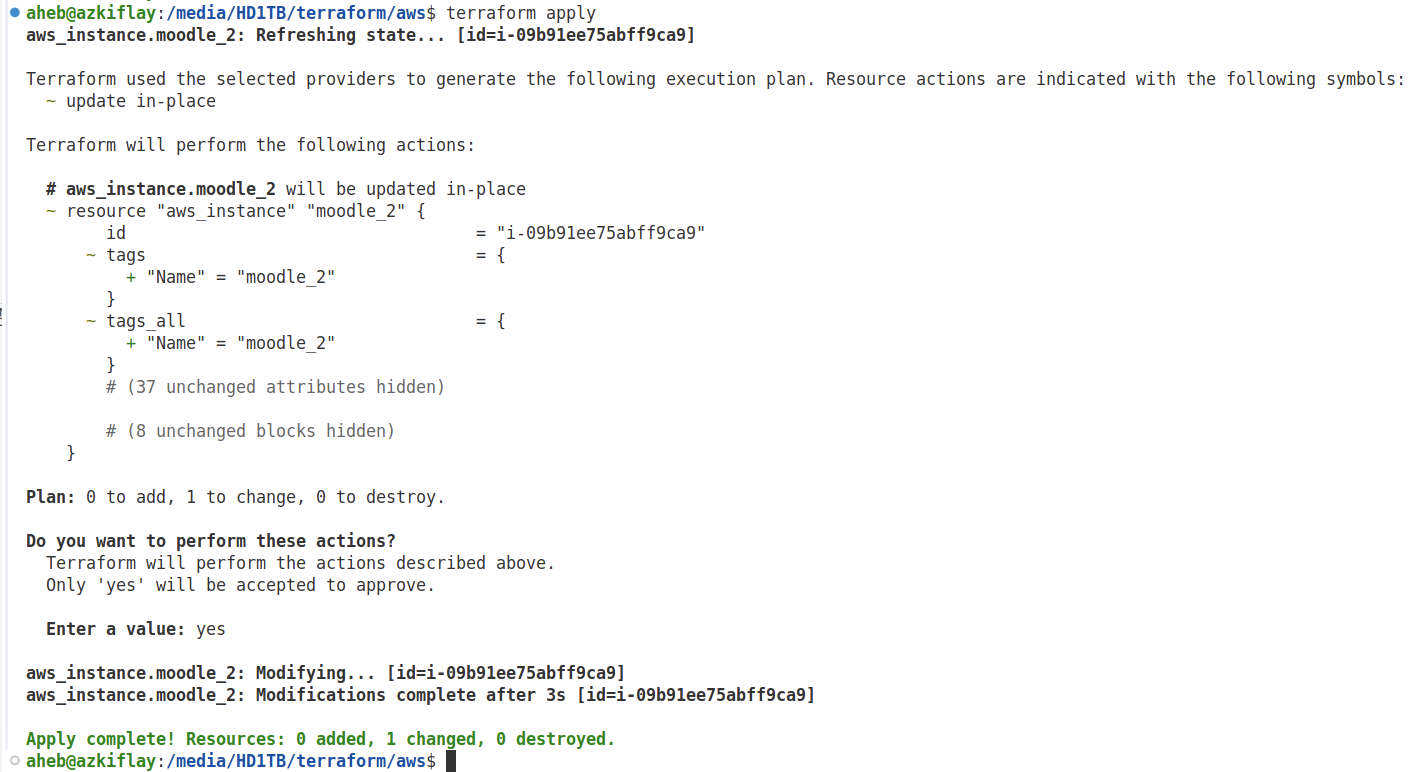 aheb@azkiflay:/media/HD1TB/terraform/aws$ terraform apply
aws_instance.moodle_2: Refreshing state... [id=i-09b91ee75abff9ca9]

Terraform used the selected providers to generate the following execution plan. Resource actions are indicated with the following symbols:
  ~ update in-place

Terraform will perform the following actions:

  # aws_instance.moodle_2 will be updated in-place
  ~ resource "aws_instance" "moodle_2" {
        id                                   = "i-09b91ee75abff9ca9"
      ~ tags                                 = {
          + "Name" = "moodle_2"
        }
      ~ tags_all                             = {
          + "Name" = "moodle_2"
        }
        # (37 unchanged attributes hidden)

        # (8 unchanged blocks hidden)
    }

Plan: 0 to add, 1 to change, 0 to destroy.

Do you want to perform these actions?
  Terraform will perform the actions described above.
  Only 'yes' will be accepted to approve.

  Enter a value: yes

aws_instance.moodle_2: Modifying... [id=i-09b91ee75abff9ca9]
aws_instance.moodle_2: Modifications complete after 3s [id=i-09b91ee75abff9ca9]

Apply complete! Resources: 0 added, 1 changed, 0 destroyed.
aheb@azkiflay:/media/HD1TB/terraform/aws$